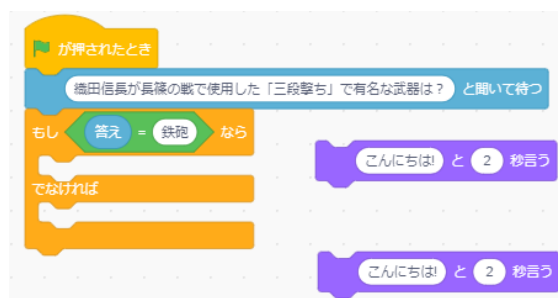 が押されたとき
織田信長が長篠の戦で使用した「三段撃ち」で有名な武器は？ と聞いて待つ
もし 答え = 鉄砲 なら
こんにちは! と 2 秒言う
でなければ
こんにちは! と 2 秒言う